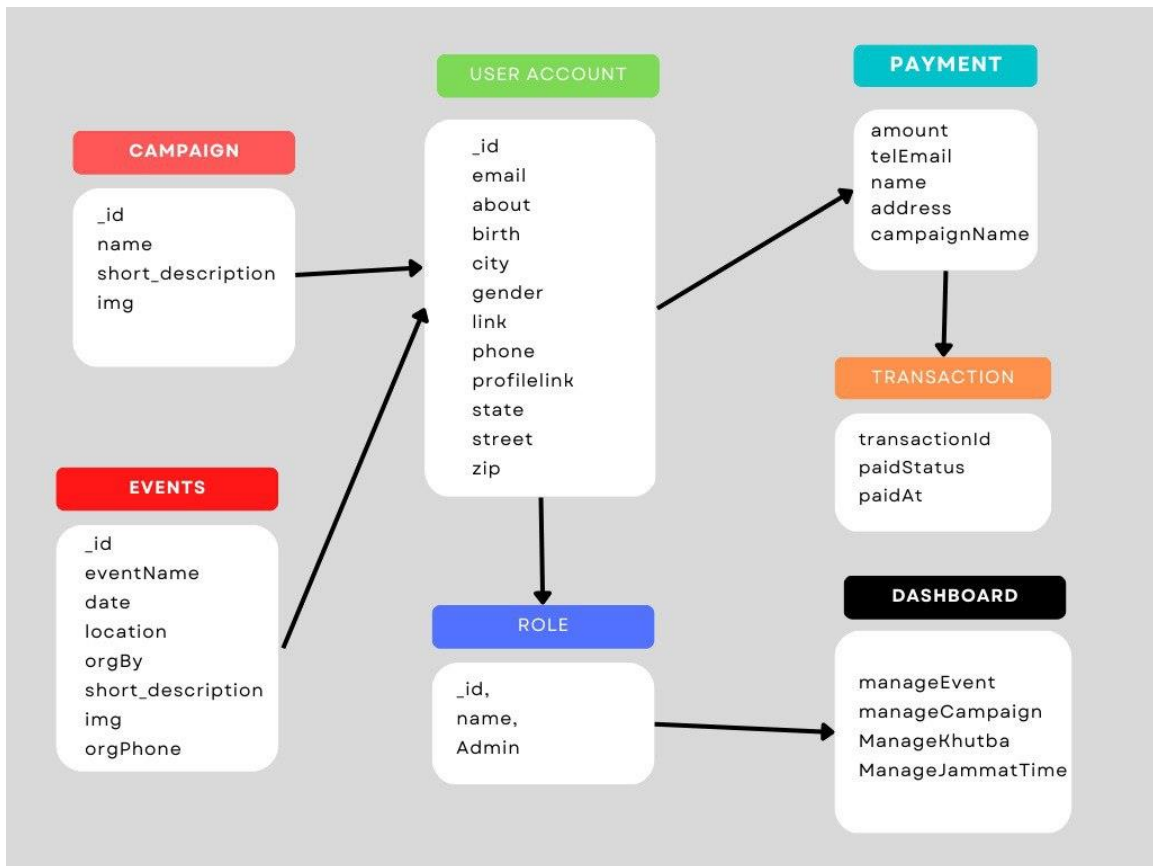 CAMPAIGN
_id
name
short_description
img
EVENTS
_id
eventName
date
location
orgBy
short_description
img
orgPhone
USER ACCOUNT
_id
email
about
birth
city
gender
link
phone
profilelink
state
street
zip
ROLE
_id,
name,
Admin
PAYMENT
amount
telEmail
name
address
campaignName
TRANSACTION
transactionId
paidStatus
paidAt
DASHBOARD
manageEvent
manageCampaign
ManageKhutba
ManageJammatTime